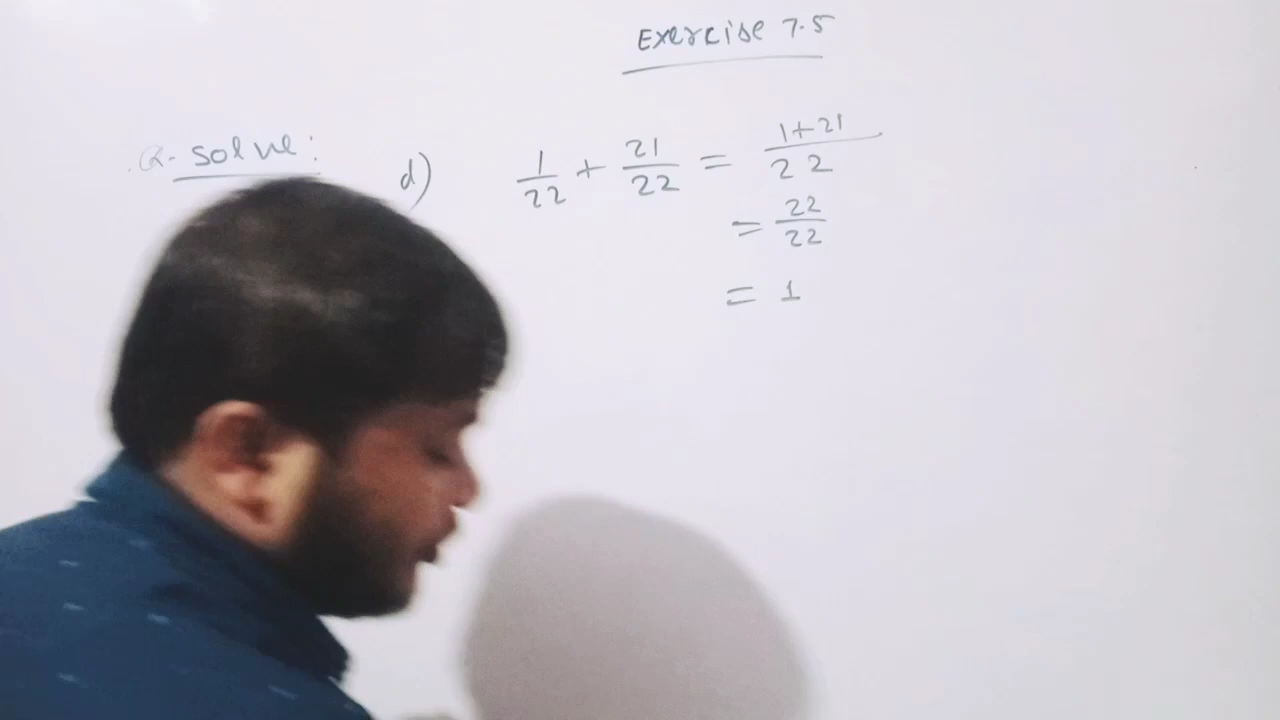 Exercise 7.5
Q. Solve:
d) 1/22 + 21/22 = 1+21/22
= 22/22
= 1